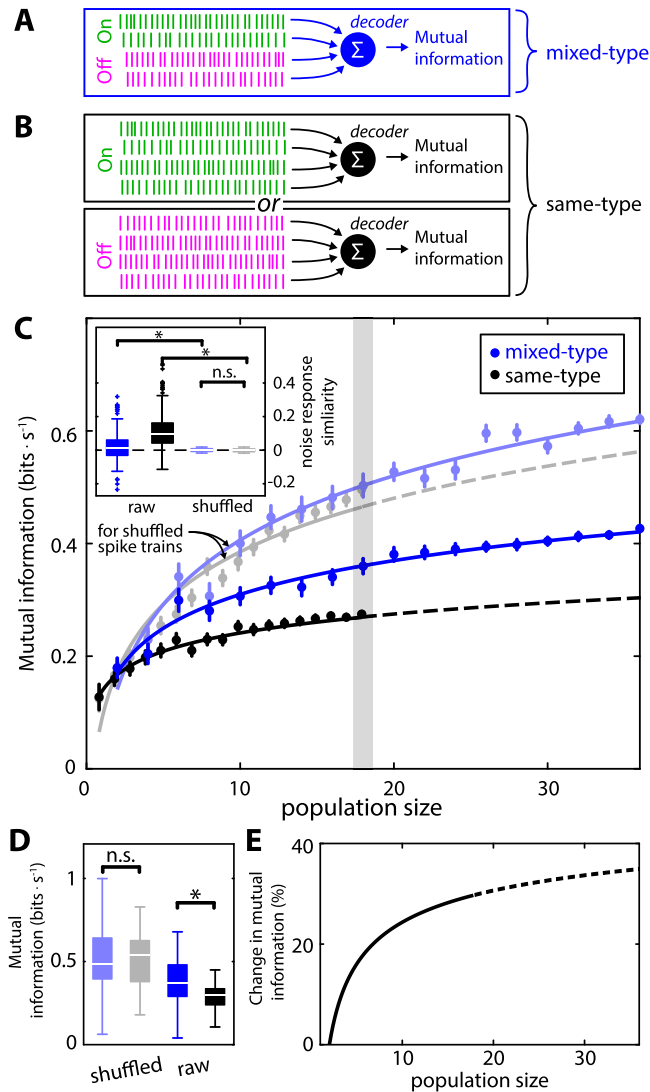 A
On
Off
decoder
Σ
Mutual
information
mixed-type
B
On
decoder
Σ
Mutual
information
or
Off
decoder
Σ
Mutual
information
same-type
C
Mutual information (bits · s⁻¹)
0.6
0.4
0.2
0
0 10 20 30
population size
mixed-type
same-type
for shuffled
spike trains
*
*
n.s.
0.4
0.2
0
-0.2
noise response
similiarity
raw shuffled
D
Mutual
information (bits · s⁻¹)
1
0.5
0
n.s.
*
shuffled raw
E
Change in mutual
information (%)
40
20
0
10 20 30
population size